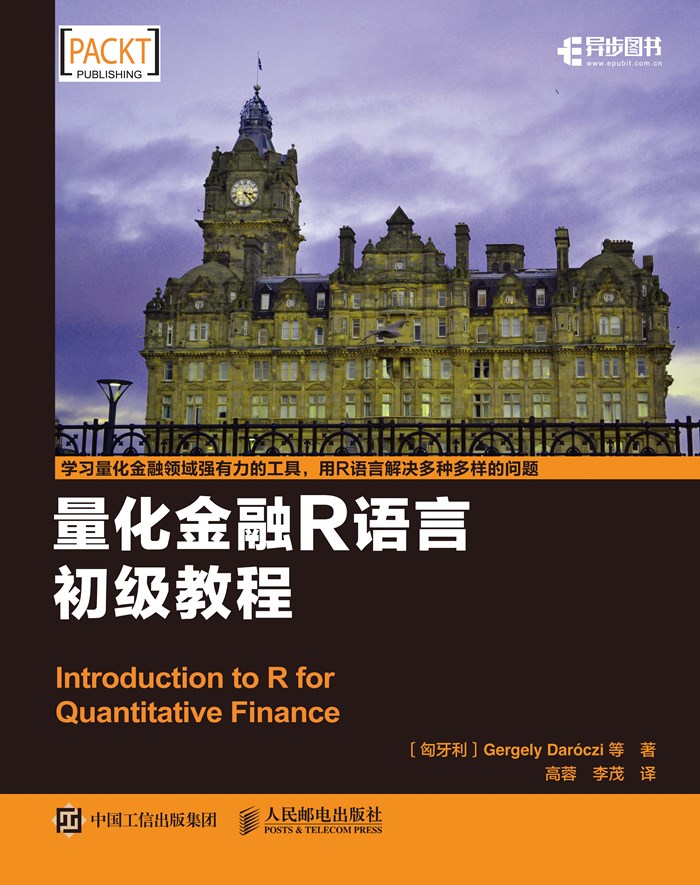 [PACKT]
PUBLISHING
异步图书
www.epubit.com.cn
学习量化金融领域强有力的工具，用R语言解决多种多样的问题
量化金融R语言
初级教程
Introduction to R for
Quantitative Finance
［匈牙利］Gergely Daróczi 等 著
高蓉 李茂 译
中国工信出版集团
人民邮电出版社
POSTS & TELECOM PRESS